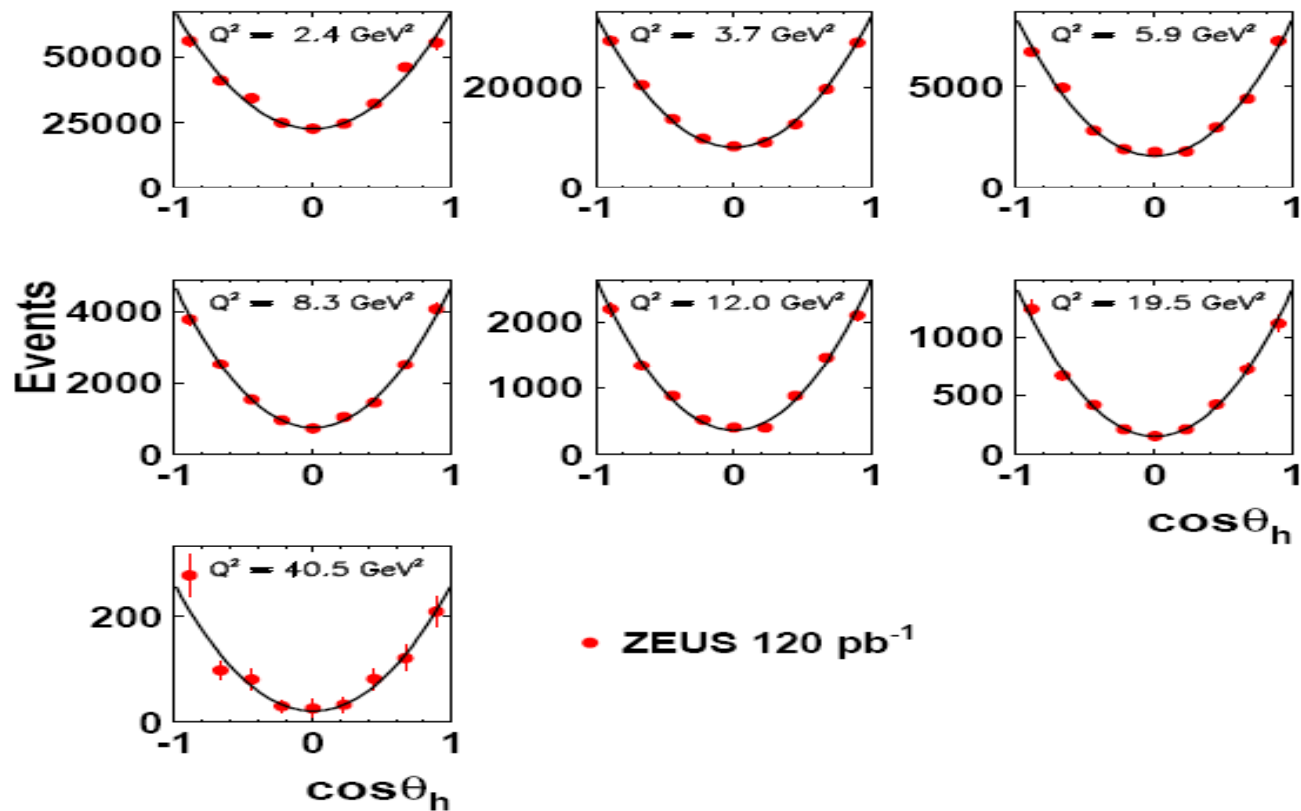 Q² = 2.4 GeV²
50000
25000
0
-1 0 1
Q² = 3.7 GeV²
20000
0
-1 0 1
Q² = 5.9 GeV²
5000
0
-1 0 1
Events
Q² = 8.3 GeV²
4000
2000
0
-1 0 1
Q² = 12.0 GeV²
2000
1000
0
-1 0 1
Q² = 19.5 GeV²
1000
500
0
-1 0 1
cosθh
Q² = 40.5 GeV²
200
0
-1 0 1
cosθh
ZEUS 120 pb⁻¹